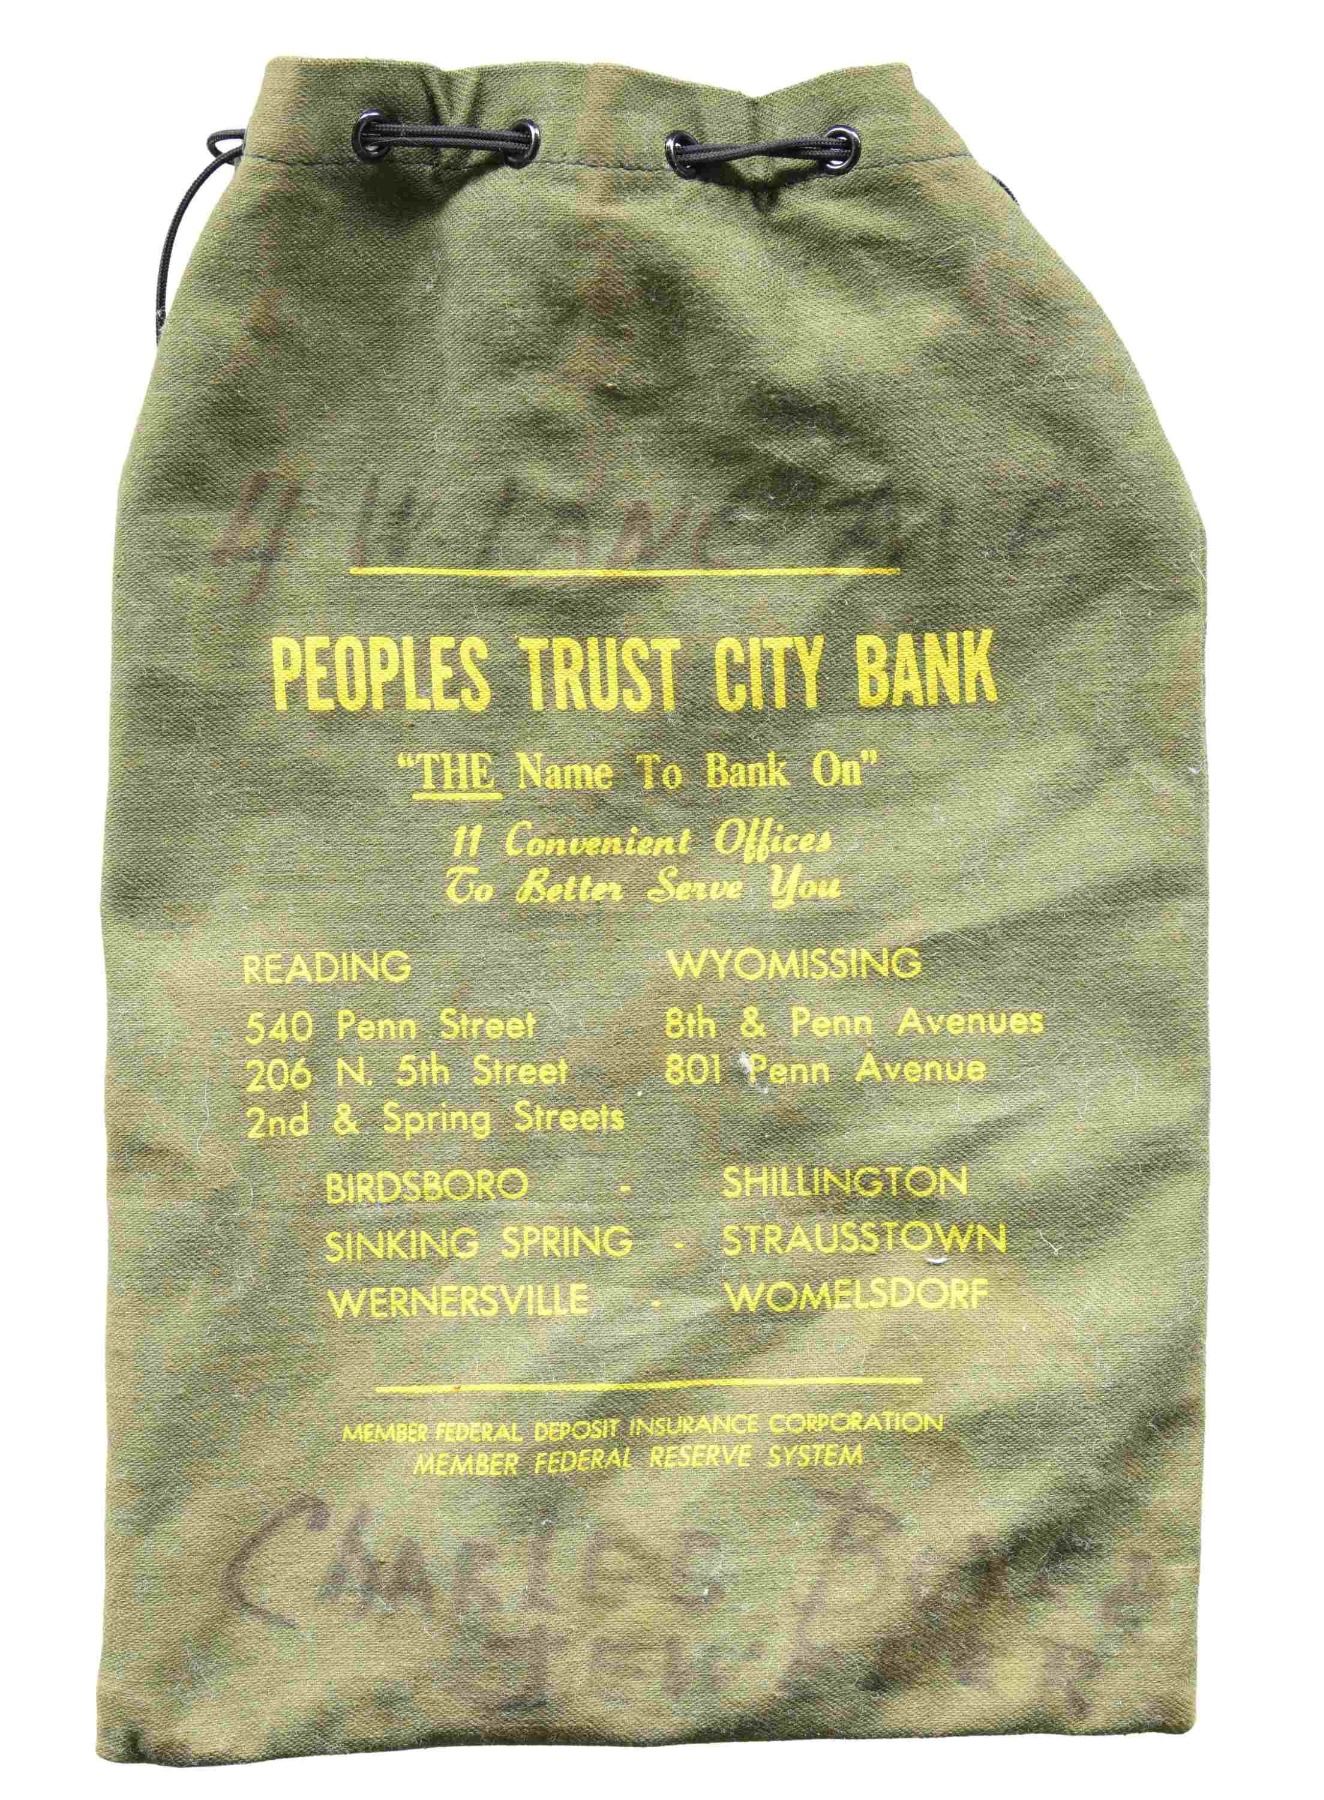 PEOPLES TRUST CITY BANK
“THE Name To Bank On”
11 Convenient Offices
To Better Serve You
READING
540 Penn Street
206 N. 5th Street
2nd & Spring Streets
WYOMISSING
8th & Penn Avenues
801 Penn Avenue
BIRDSBORO - SHILLINGTON
SINKING SPRING - STRAUSSTOWN
WERNERSVILLE - WOMELSDORF
MEMBER FEDERAL DEPOSIT INSURANCE CORPORATION
MEMBER FEDERAL RESERVE SYSTEM
CHARLES